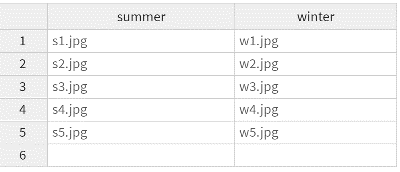 summer winter
1 s1.jpg w1.jpg
2 s2.jpg w2.jpg
3 s3.jpg w3.jpg
4 s4.jpg w4.jpg
5 s5.jpg w5.jpg
6